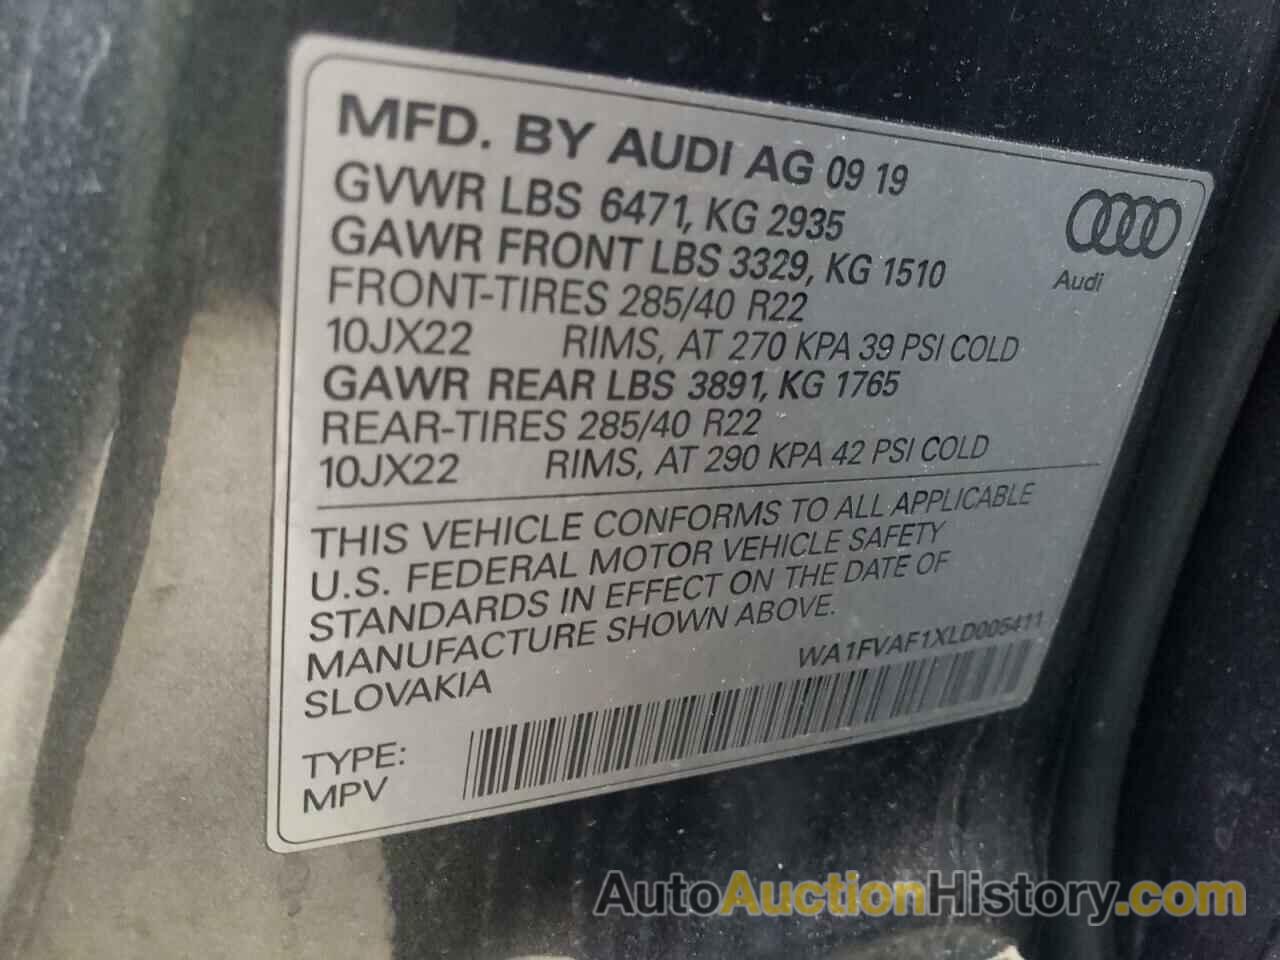 MFD. BY AUDI AG 09 19
GVWR LBS 6471, KG 2935
GAWR FRONT LBS 3329, KG 1510
FRONT-TIRES 285/40 R22
10JX22 RIMS, AT 270 KPA 39 PSI COLD
GAWR REAR LBS 3891, KG 1765
REAR-TIRES 285/40 R22
10JX22 RIMS, AT 290 KPA 42 PSI COLD
Audi
THIS VEHICLE CONFORMS TO ALL APPLICABLE
U.S. FEDERAL MOTOR VEHICLE SAFETY
STANDARDS IN EFFECT ON THE DATE OF
MANUFACTURE SHOWN ABOVE.
SLOVAKIA
WA1FVAF1XLD005411
TYPE:
MPV
AutoAuctionHistory.com